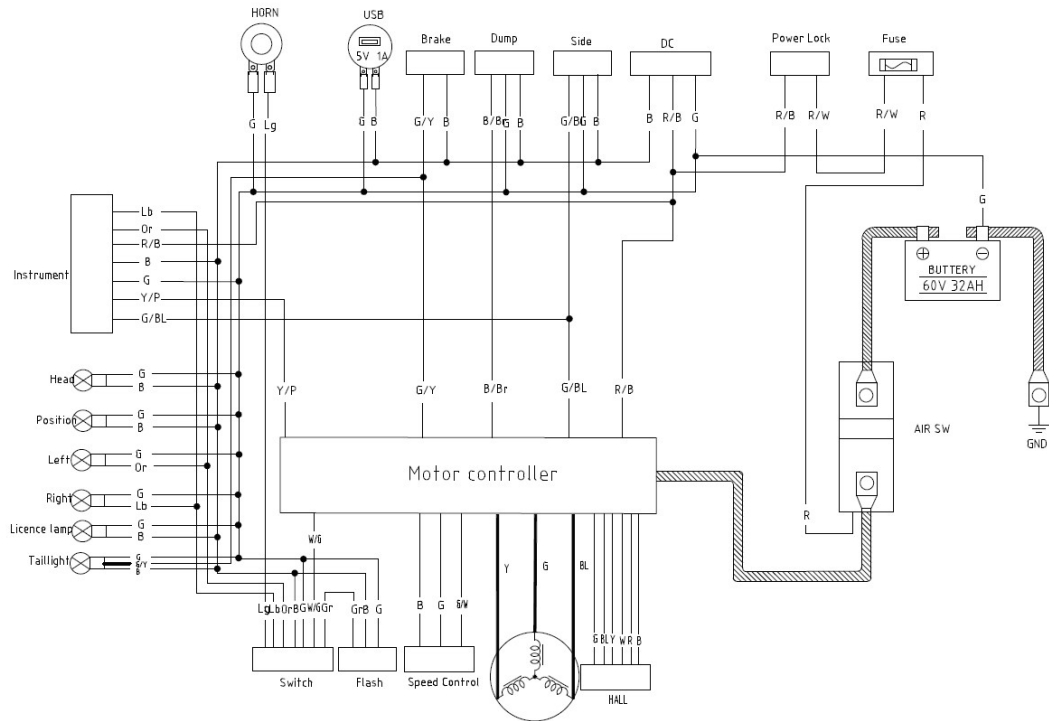 HORN
USB
5V 1A
Brake
Dump
Side
DC
Power Lock
Fuse
G Lg
G B
G/Y B
B/Br G B
G/BL G B
B R/B G
R/B R/W
R/W R
Instrument
Lb
Or
R/B
B
G
Y/P
G/BL
G
BUTTERY
60V 32AH
AIR SW
GND
R
Head
G
B
Position
G
B
Left
G
Or
Right
G
Lb
Licence lamp
G
B
Taillight
G
G/Y
B
Y/P
G/Y
B/Br
G/BL
R/B
Motor controller
W/G
Y
G
BL
Lg Lb Or B G W/G Gr
Gr B G
B G G/W
G BL Y W R B
Switch
Flash
Speed Control
HALL